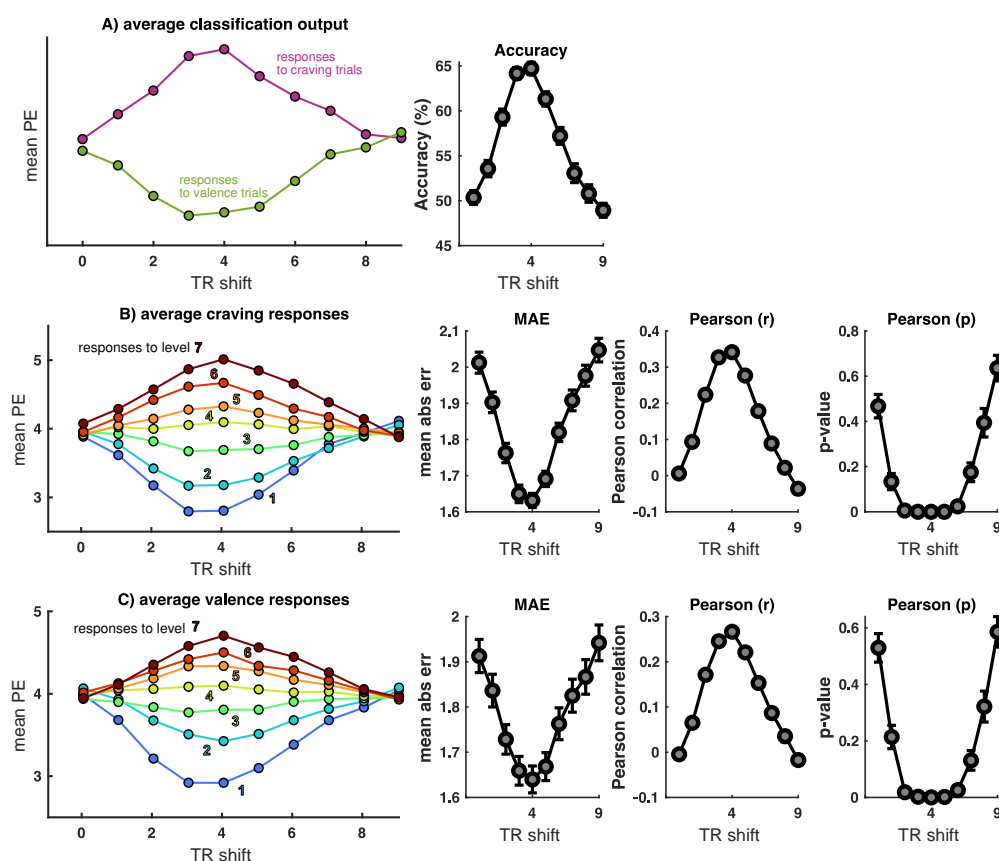 A) average classification output
mean PE
responses
to craving trials
responses
to valence trials
0 2 4 6 8
TR shift
Accuracy
Accuracy (%)
65
60
55
50
45
4 9
TR shift
B) average craving responses
mean PE
responses to level 7
6
5
4
3
2
1
5
4
3
0 2 4 6 8
TR shift
MAE
mean abs err
2.1
2
1.9
1.8
1.7
1.6
4 9
TR shift
Pearson (r)
Pearson correlation
0.4
0.3
0.2
0.1
0
-0.1
4 9
TR shift
Pearson (p)
p-value
0.8
0.6
0.4
0.2
0
4 9
TR shift
C) average valence responses
mean PE
responses to level 7
6
5
4
3
2
1
5
4
3
0 2 4 6 8
TR shift
MAE
mean abs err
2
1.9
1.8
1.7
1.6
4 9
TR shift
Pearson (r)
Pearson correlation
0.3
0.2
0.1
0
-0.1
4 9
TR shift
Pearson (p)
p-value
0.6
0.4
0.2
0
4 9
TR shift